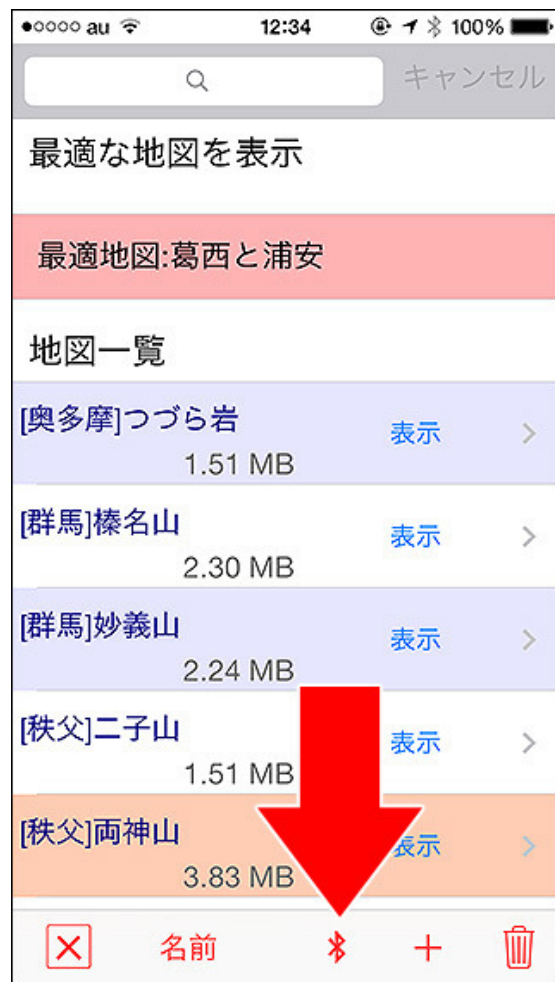 au 12:34 100%
キャンセル
最適な地図を表示
最適地図:葛西と浦安
地図一覧
[奥多摩]つづら岩 表示
1.51 MB
[群馬]榛名山 表示
2.30 MB
[群馬]妙義山 表示
2.24 MB
[秩父]二子山 表示
1.51 MB
[秩父]両神山 表示
3.83 MB
名前